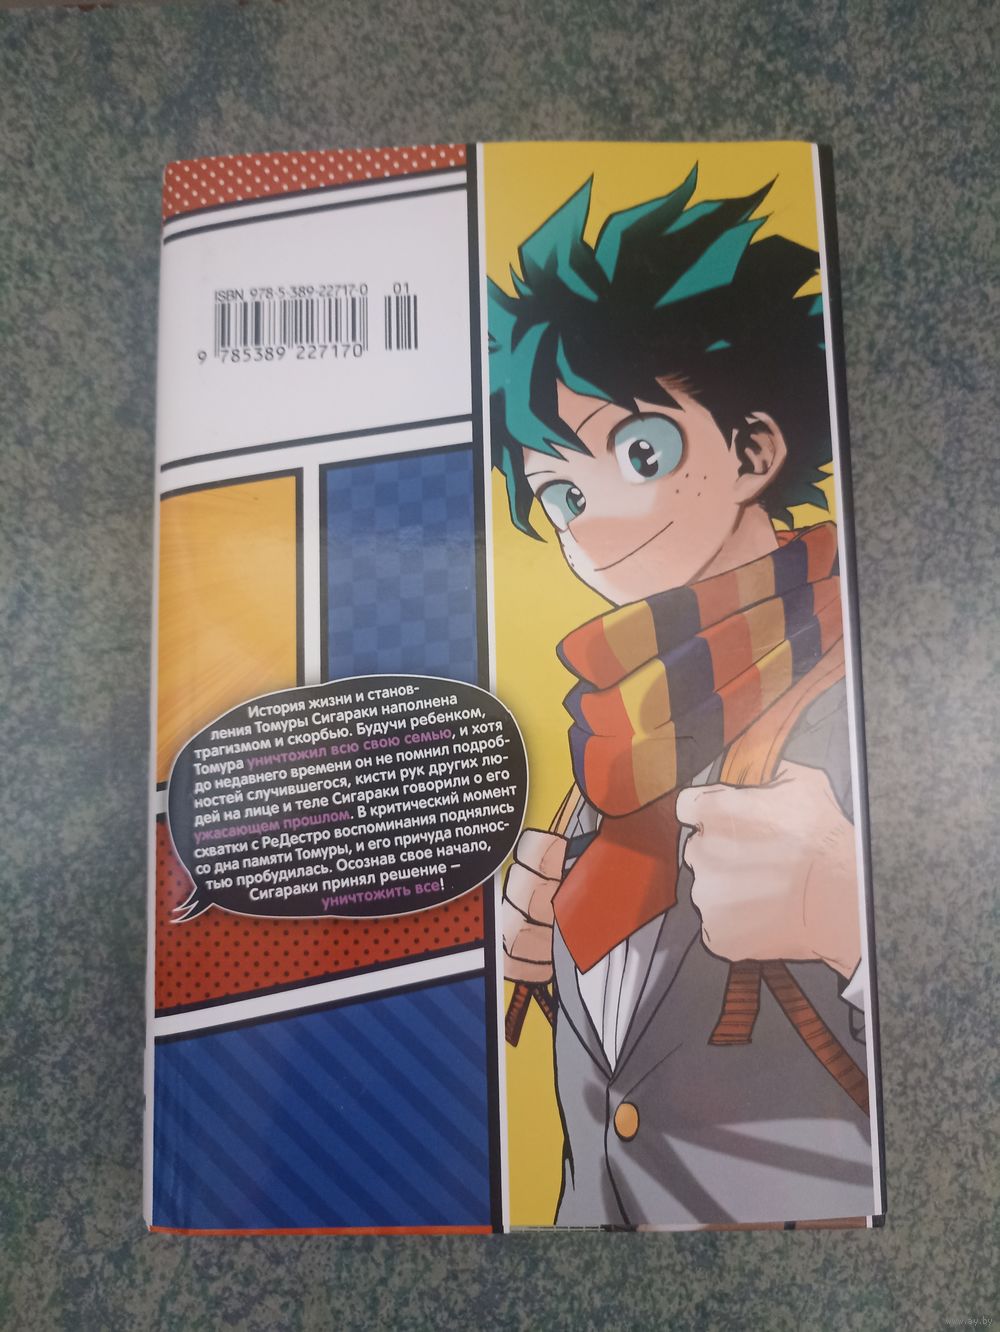 ISBN 978-5-389-22717-0 01
9 785389 227170
История жизни и станов-
ления Томуры Сигараки наполнена
трагизмом и скорбью. Будучи ребенком,
Томура уничтожил всю свою семью, и хотя
до недавнего времени он не помнил подроб-
ностей случившегося, кисти рук других лю-
дей на лице и теле Сигараки говорили о его
ужасающем прошлом. В критический момент
схватки с РеДестро воспоминания поднялись
со дна памяти Томуры, и его причуда полнос-
тью пробудилась. Осознав свое начало,
Сигараки принял решение —
уничтожить все!
www.ay.by